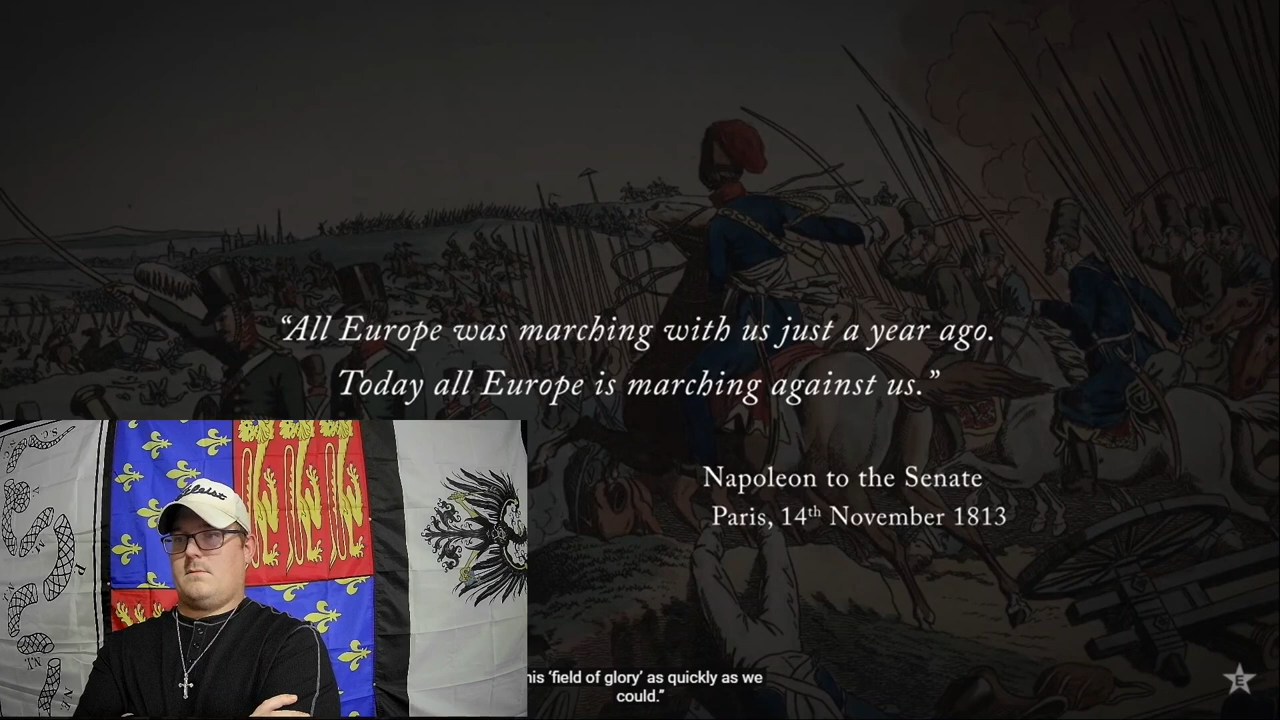 “All Europe was marching with us just a year ago.
Today all Europe is marching against us.”
Napoleon to the Senate
Paris, 14th November 1813
Titleist
S.C.
N.
M.
P
N.Y.
N.E.
‘field of glory’ as quickly as we
could.”
E